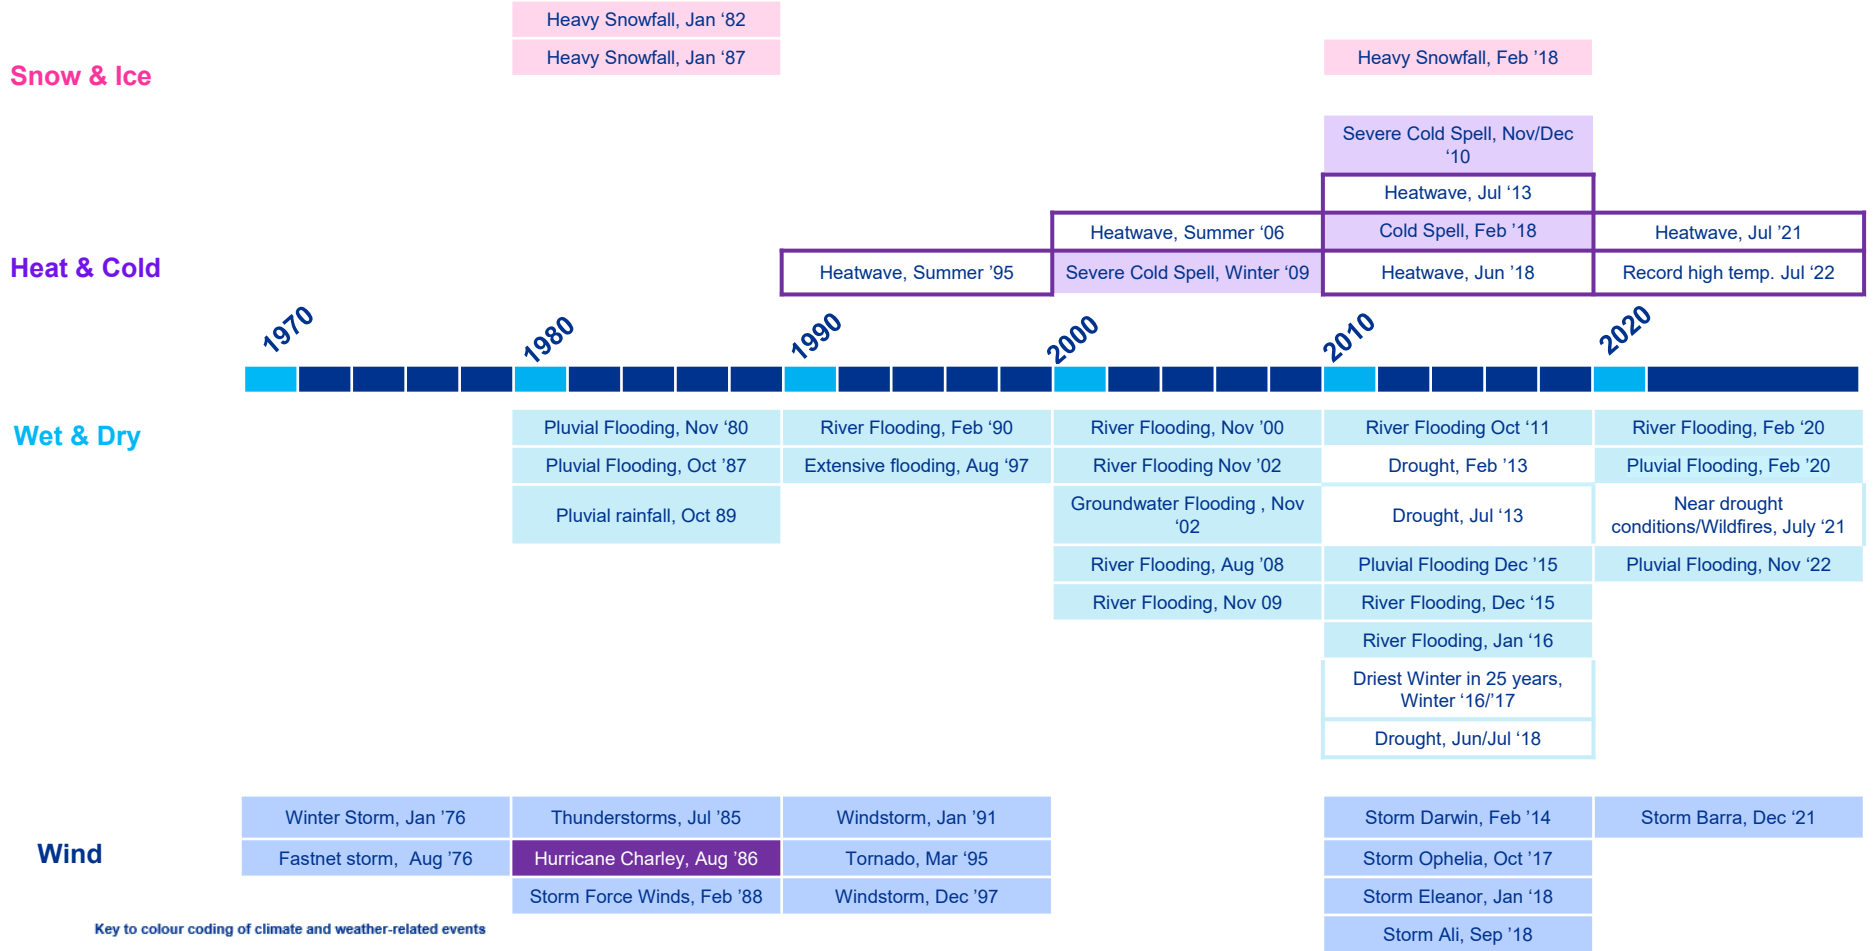 Heavy Snowfall, Jan ‘82
Heavy Snowfall, Jan ‘87
Heavy Snowfall, Feb ‘18
Snow & Ice
Severe Cold Spell, Nov/Dec
‘10
Heatwave, Jul ‘13
Heatwave, Summer ‘06
Cold Spell, Feb ’18
Heatwave, Jul ’21
Heat & Cold
Heatwave, Summer ’95
Severe Cold Spell, Winter ‘09
Heatwave, Jun ’18
Record high temp. Jul ‘22
1970
1980
1990
2000
2010
2020
Wet & Dry
Pluvial Flooding, Nov ‘80
River Flooding, Feb ‘90
River Flooding, Nov ’00
River Flooding Oct ‘11
River Flooding, Feb ‘20
Pluvial Flooding, Oct ’87
Extensive flooding, Aug ‘97
River Flooding Nov ’02
Drought, Feb ’13
Pluvial Flooding, Feb ’20
Pluvial rainfall, Oct 89
Groundwater Flooding , Nov
‘02
Drought, Jul ‘13
Near drought
conditions/Wildfires, July ‘21
River Flooding, Aug ’08
Pluvial Flooding Dec ’15
Pluvial Flooding, Nov ‘22
River Flooding, Nov 09
River Flooding, Dec ‘15
River Flooding, Jan ‘16
Driest Winter in 25 years,
Winter ‘16/’17
Drought, Jun/Jul ‘18
Wind
Winter Storm, Jan ’76
Thunderstorms, Jul ’85
Windstorm, Jan ’91
Storm Darwin, Feb ’14
Storm Barra, Dec ‘21
Fastnet storm,  Aug ’76
Hurricane Charley, Aug ’86
Tornado, Mar ‘95
Storm Ophelia, Oct ’17
Storm Force Winds, Feb ’88
Windstorm, Dec ’97
Storm Eleanor, Jan ‘18
Storm Ali, Sep ’18
Key to colour coding of climate and weather-related events